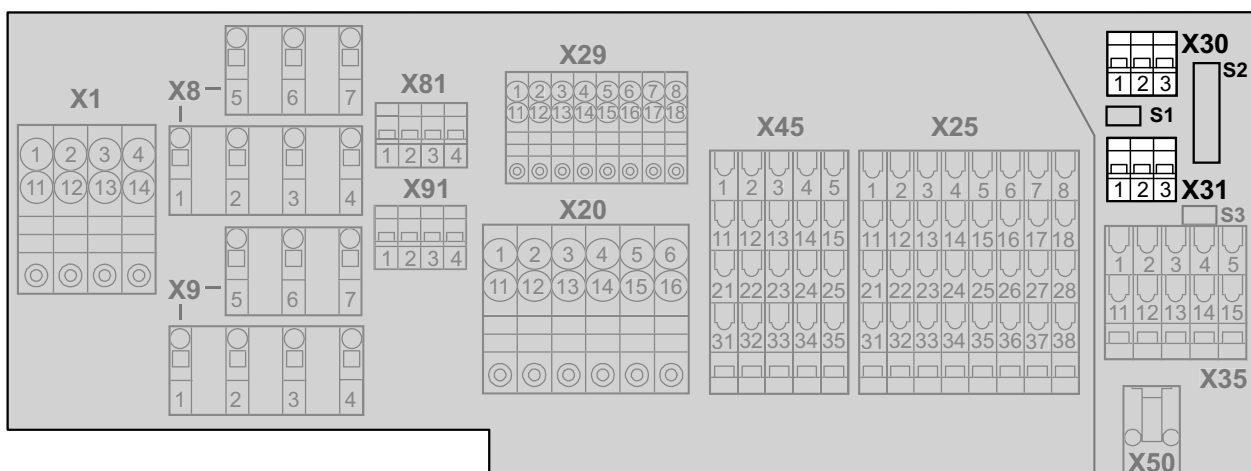 X1
1 2 3 4
11 12 13 14
X8
5 6 7
1 2 3 4
X9
5 6 7
1 2 3 4
X81
1 2 3 4
X91
1 2 3 4
X29
1 2 3 4 5 6 7 8
11 12 13 14 15 16 17 18
X20
1 2 3 4 5 6
11 12 13 14 15 16
X45
1 2 3 4 5
11 12 13 14 15
21 22 23 24 25
31 32 33 34 35
X25
1 2 3 4 5 6 7 8
11 12 13 14 15 16 17 18
21 22 23 24 25 26 27 28
31 32 33 34 35 36 37 38
X30
1 2 3
S2
S1
1 2 3
X31
S3
1 2 3 4 5
11 12 13 14 15
X35
X50